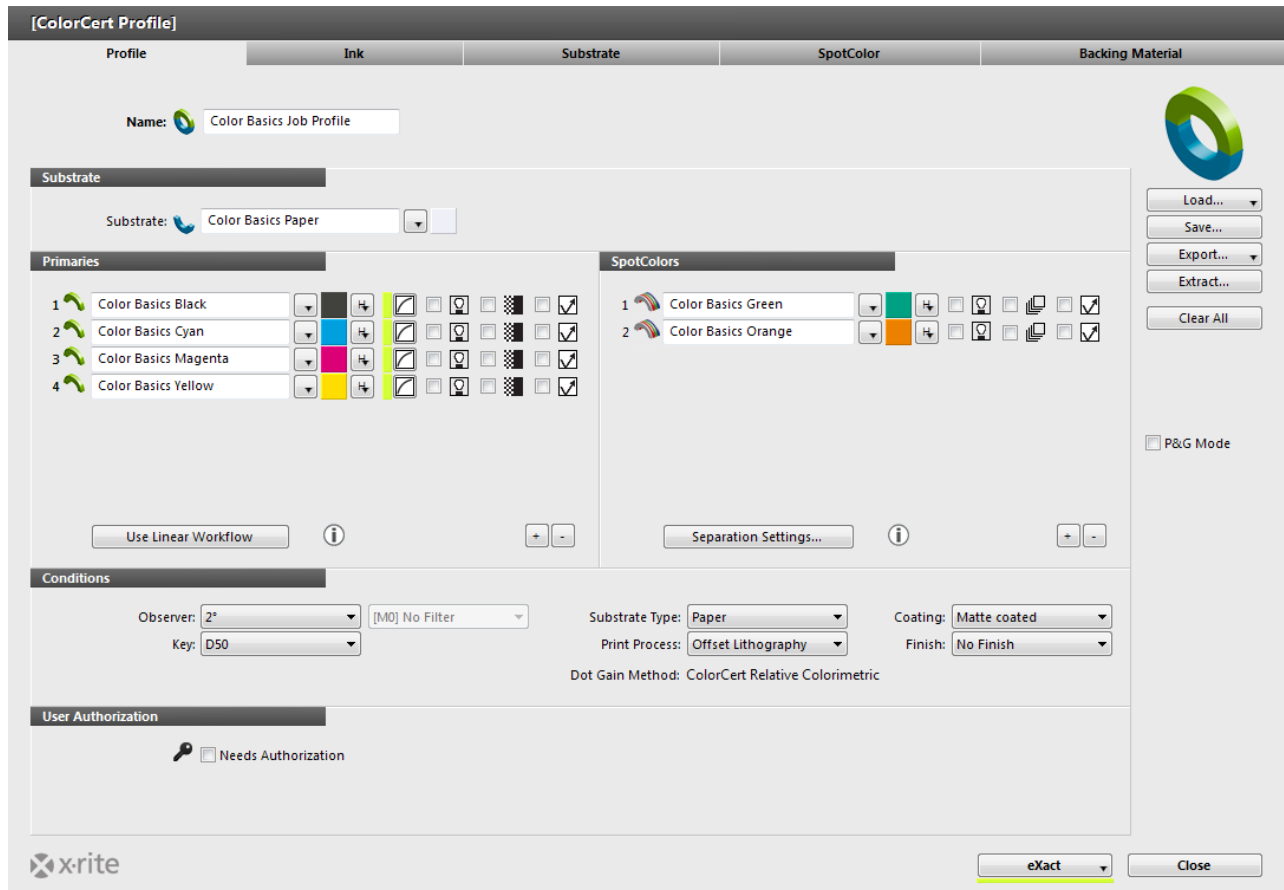 [ColorCert Profile]
Profile Ink Substrate SpotColor Backing Material
Name: Color Basics Job Profile
Substrate
Substrate: Color Basics Paper
Load...
Save...
Export...
Extract...
Clear All
Primaries
1 Color Basics Black H
2 Color Basics Cyan H
3 Color Basics Magenta H
4 Color Basics Yellow H
Use Linear Workflow i + -
SpotColors
1 Color Basics Green H
2 Color Basics Orange H
Separation Settings... i + -
P&G Mode
Conditions
Observer: 2° [M0] No Filter Substrate Type: Paper Coating: Matte coated
Key: D50 Print Process: Offset Lithography Finish: No Finish
Dot Gain Method: ColorCert Relative Colorimetric
User Authorization
Needs Authorization
x·rite eXact Close